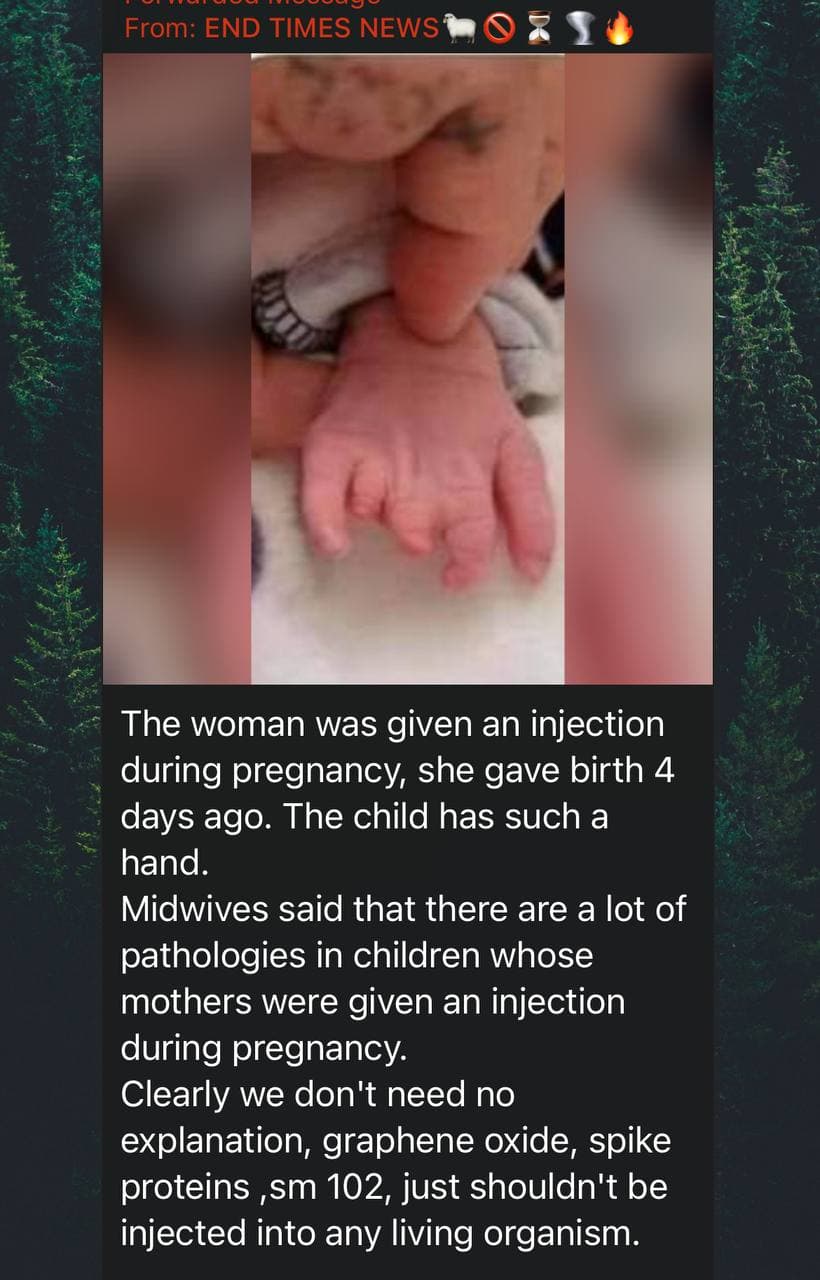 Forwarded Message
From: END TIMES NEWS🐑🚫⏳🌪🔥
The woman was given an injection
during pregnancy, she gave birth 4
days ago. The child has such a
hand.
Midwives said that there are a lot of
pathologies in children whose
mothers were given an injection
during pregnancy.
Clearly we don't need no
explanation, graphene oxide, spike
proteins ,sm 102, just shouldn't be
injected into any living organism.